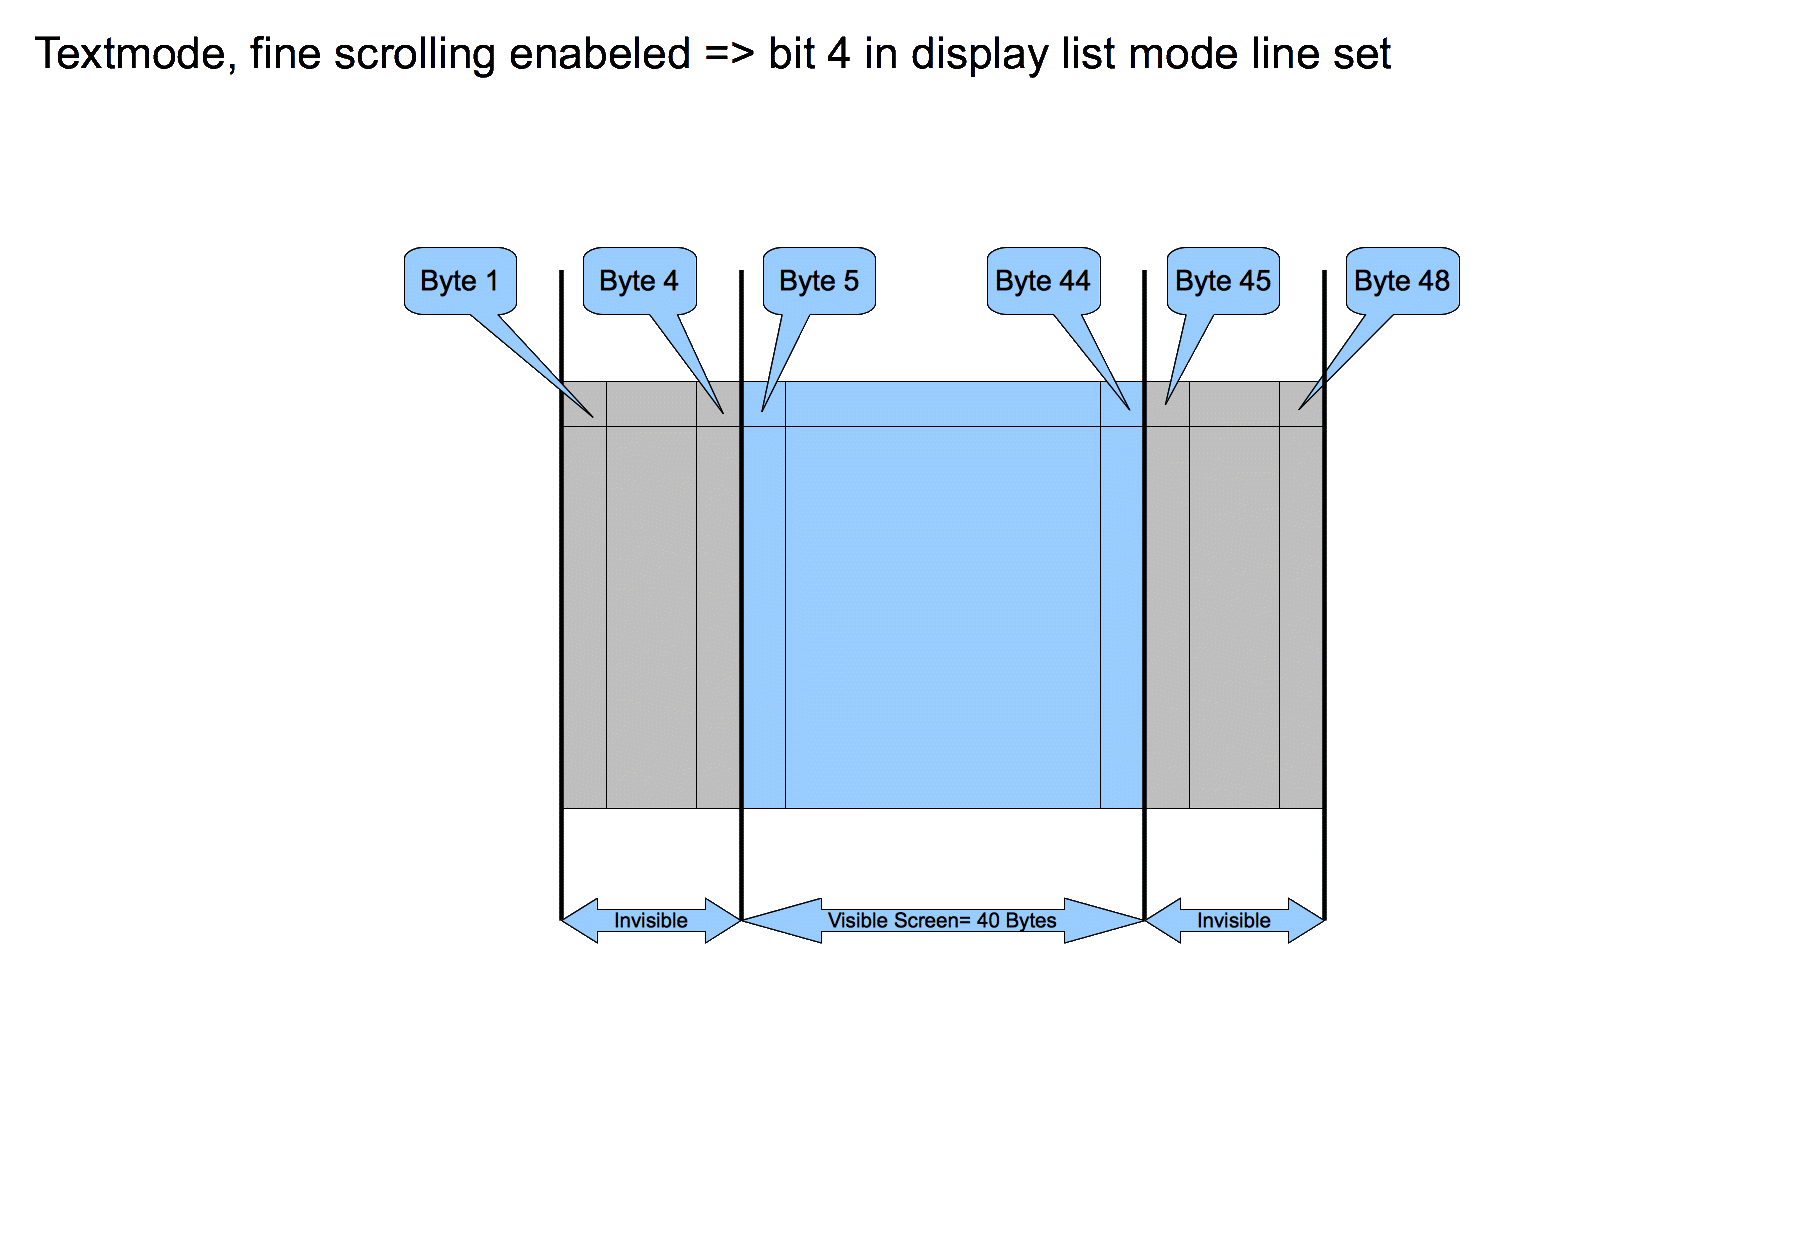 Textmode, fine scrolling enabeled => bit 4 in display list mode line set
Byte 1
Byte 4
Byte 5
Byte 44
Byte 45
Byte 48
Invisible
Visible Screen= 40 Bytes
Invisible